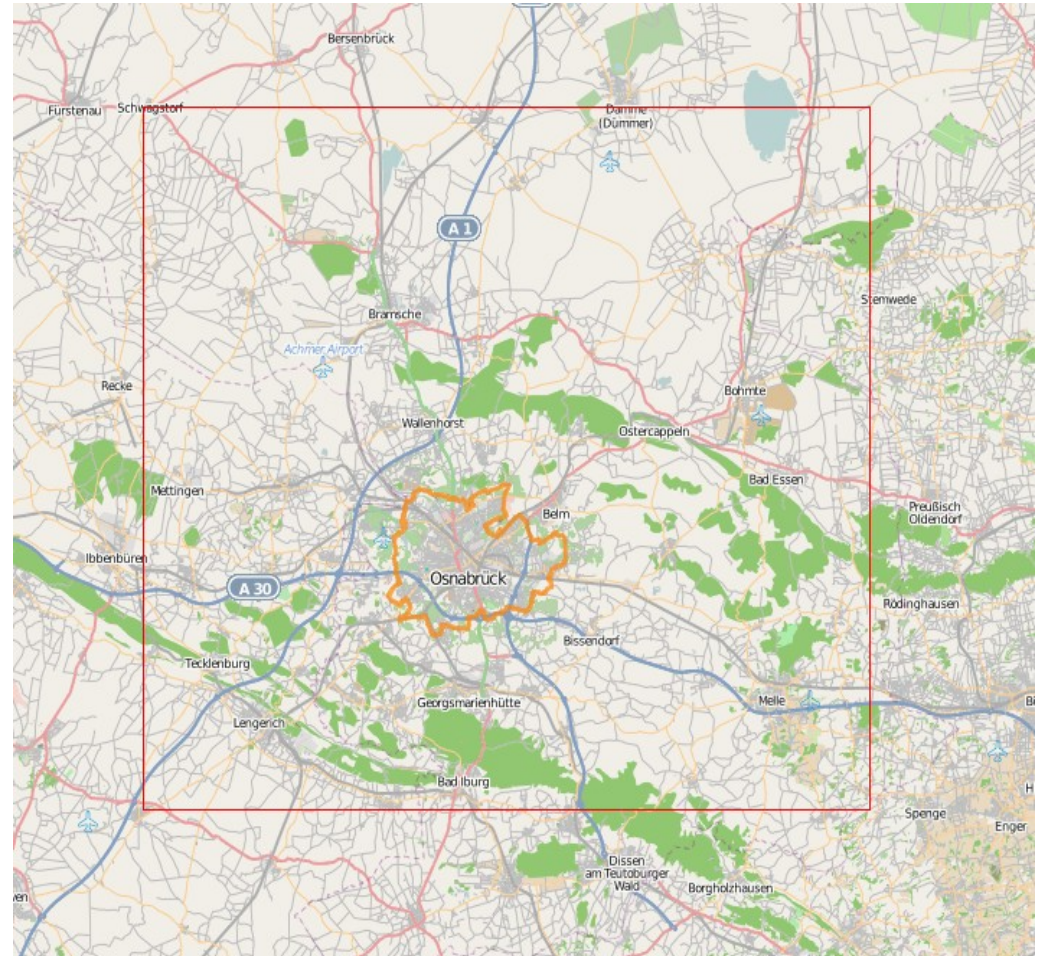 Bersenbrück
Fürstenau
Schwagstorf
Damme
(Dümmer)
A 1
Stemwede
Bramsche
Achmer Airport
Recke
Bohmte
Wallenhorst
Ostercappeln
Bad Essen
Mettingen
Preußisch
Oldendorf
Belm
Ibbenbüren
Osnabrück
A 30
Rödinghausen
Bissendorf
Tecklenburg
Melle
Georgsmarienhütte
Lengerich
Bad Iburg
Spenge
Enger
Dissen
am Teutoburger
Wald
Borgholzhausen